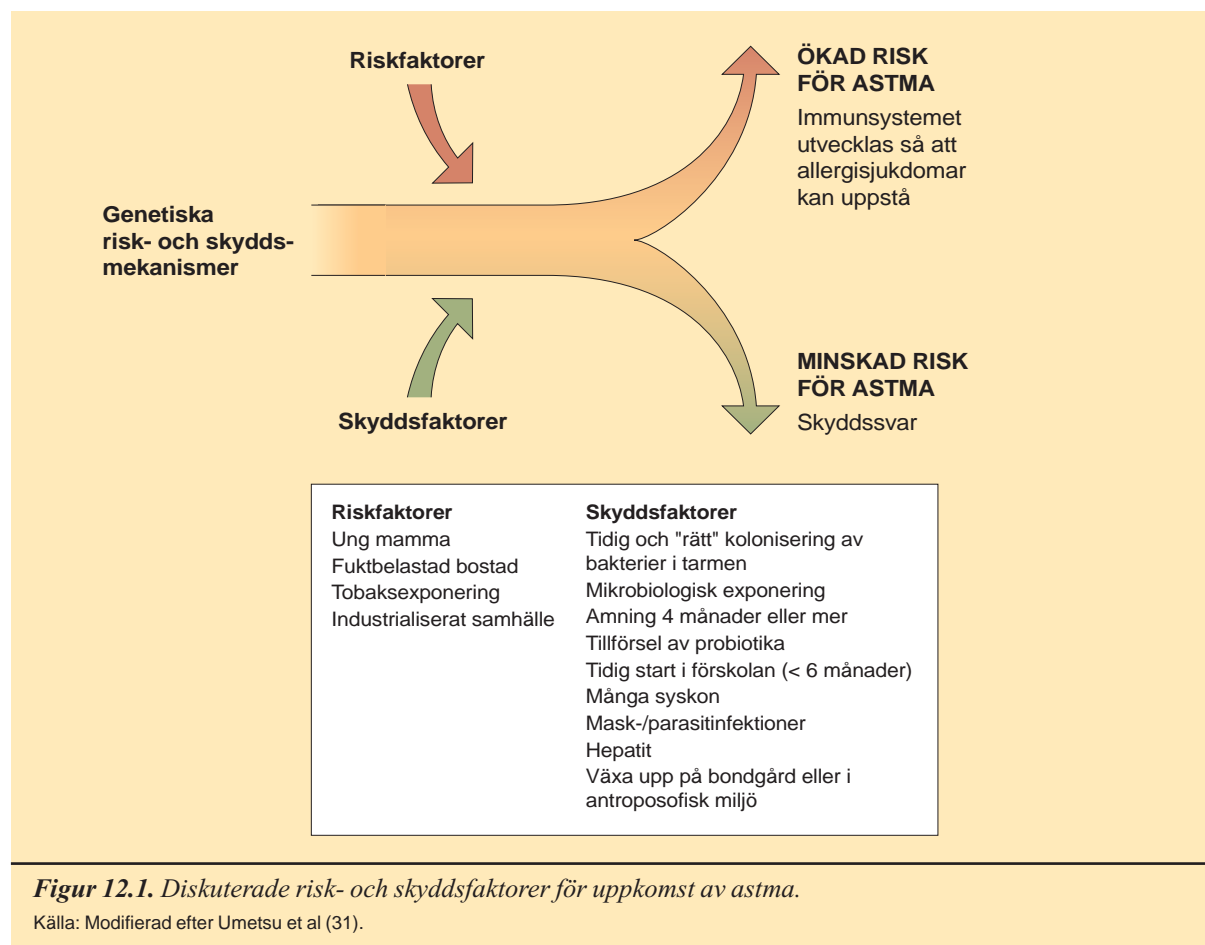 Riskfaktorer
ÖKAD RISK
FÖR ASTMA
Immunsystemet
utvecklas så att
allergisjukdomar
kan uppstå
Genetiska
risk- och skydds-
mekanismer
Skyddsfaktorer
MINSKAD RISK
FÖR ASTMA
Skyddssvar
Riskfaktorer
Ung mamma
Fuktbelastad bostad
Tobaksexponering
Industrialiserat samhälle
Skyddsfaktorer
Tidig och "rätt" kolonisering av
bakterier i tarmen
Mikrobiologisk exponering
Amning 4 månader eller mer
Tillförsel av probiotika
Tidig start i förskolan (< 6 månader)
Många syskon
Mask-/parasitinfektioner
Hepatit
Växa upp på bondgård eller i
antroposofisk miljö
Figur 12.1. Diskuterade risk- och skyddsfaktorer för uppkomst av astma.
Källa: Modifierad efter Umetsu et al (31).